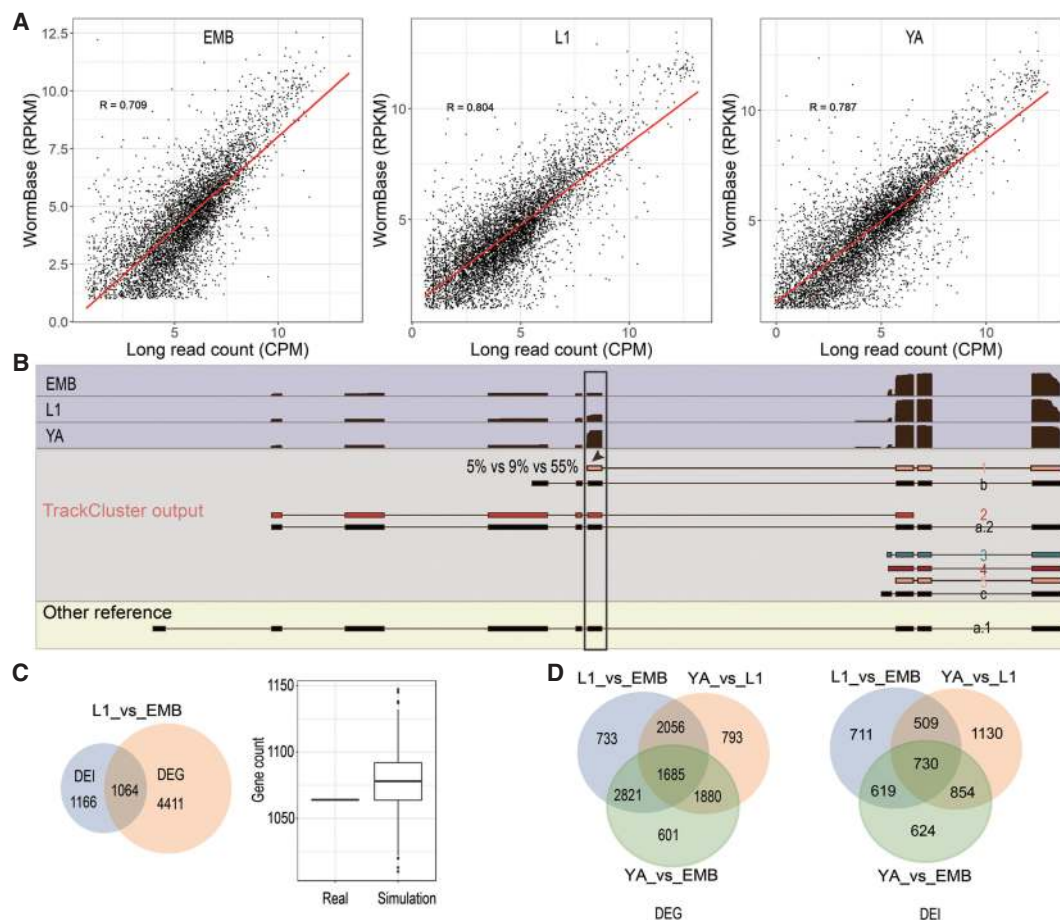 A
EMB
L1
YA
R = 0.709
R = 0.804
R = 0.787
WormBase (RPKM)
WormBase (RPKM)
WormBase (RPKM)
12.5
10.0
7.5
5.0
2.5
0.0
10
5
10
5
5
10
0
5
10
0
5
10
Long read count (CPM)
Long read count (CPM)
Long read count (CPM)
B
EMB
L1
YA
5% vs 9% vs 55%
1
b
TrackCluster output
2
a.2
3
4
5
c
Other reference
a.1
C
L1_vs_EMB
DEI
1166
1064
DEG
4411
Gene count
1150
1100
1050
Real
Simulation
D
L1_vs_EMB
YA_vs_L1
733
2056
793
1685
2821
1880
601
YA_vs_EMB
DEG
L1_vs_EMB
YA_vs_L1
711
509
1130
730
619
854
624
YA_vs_EMB
DEI